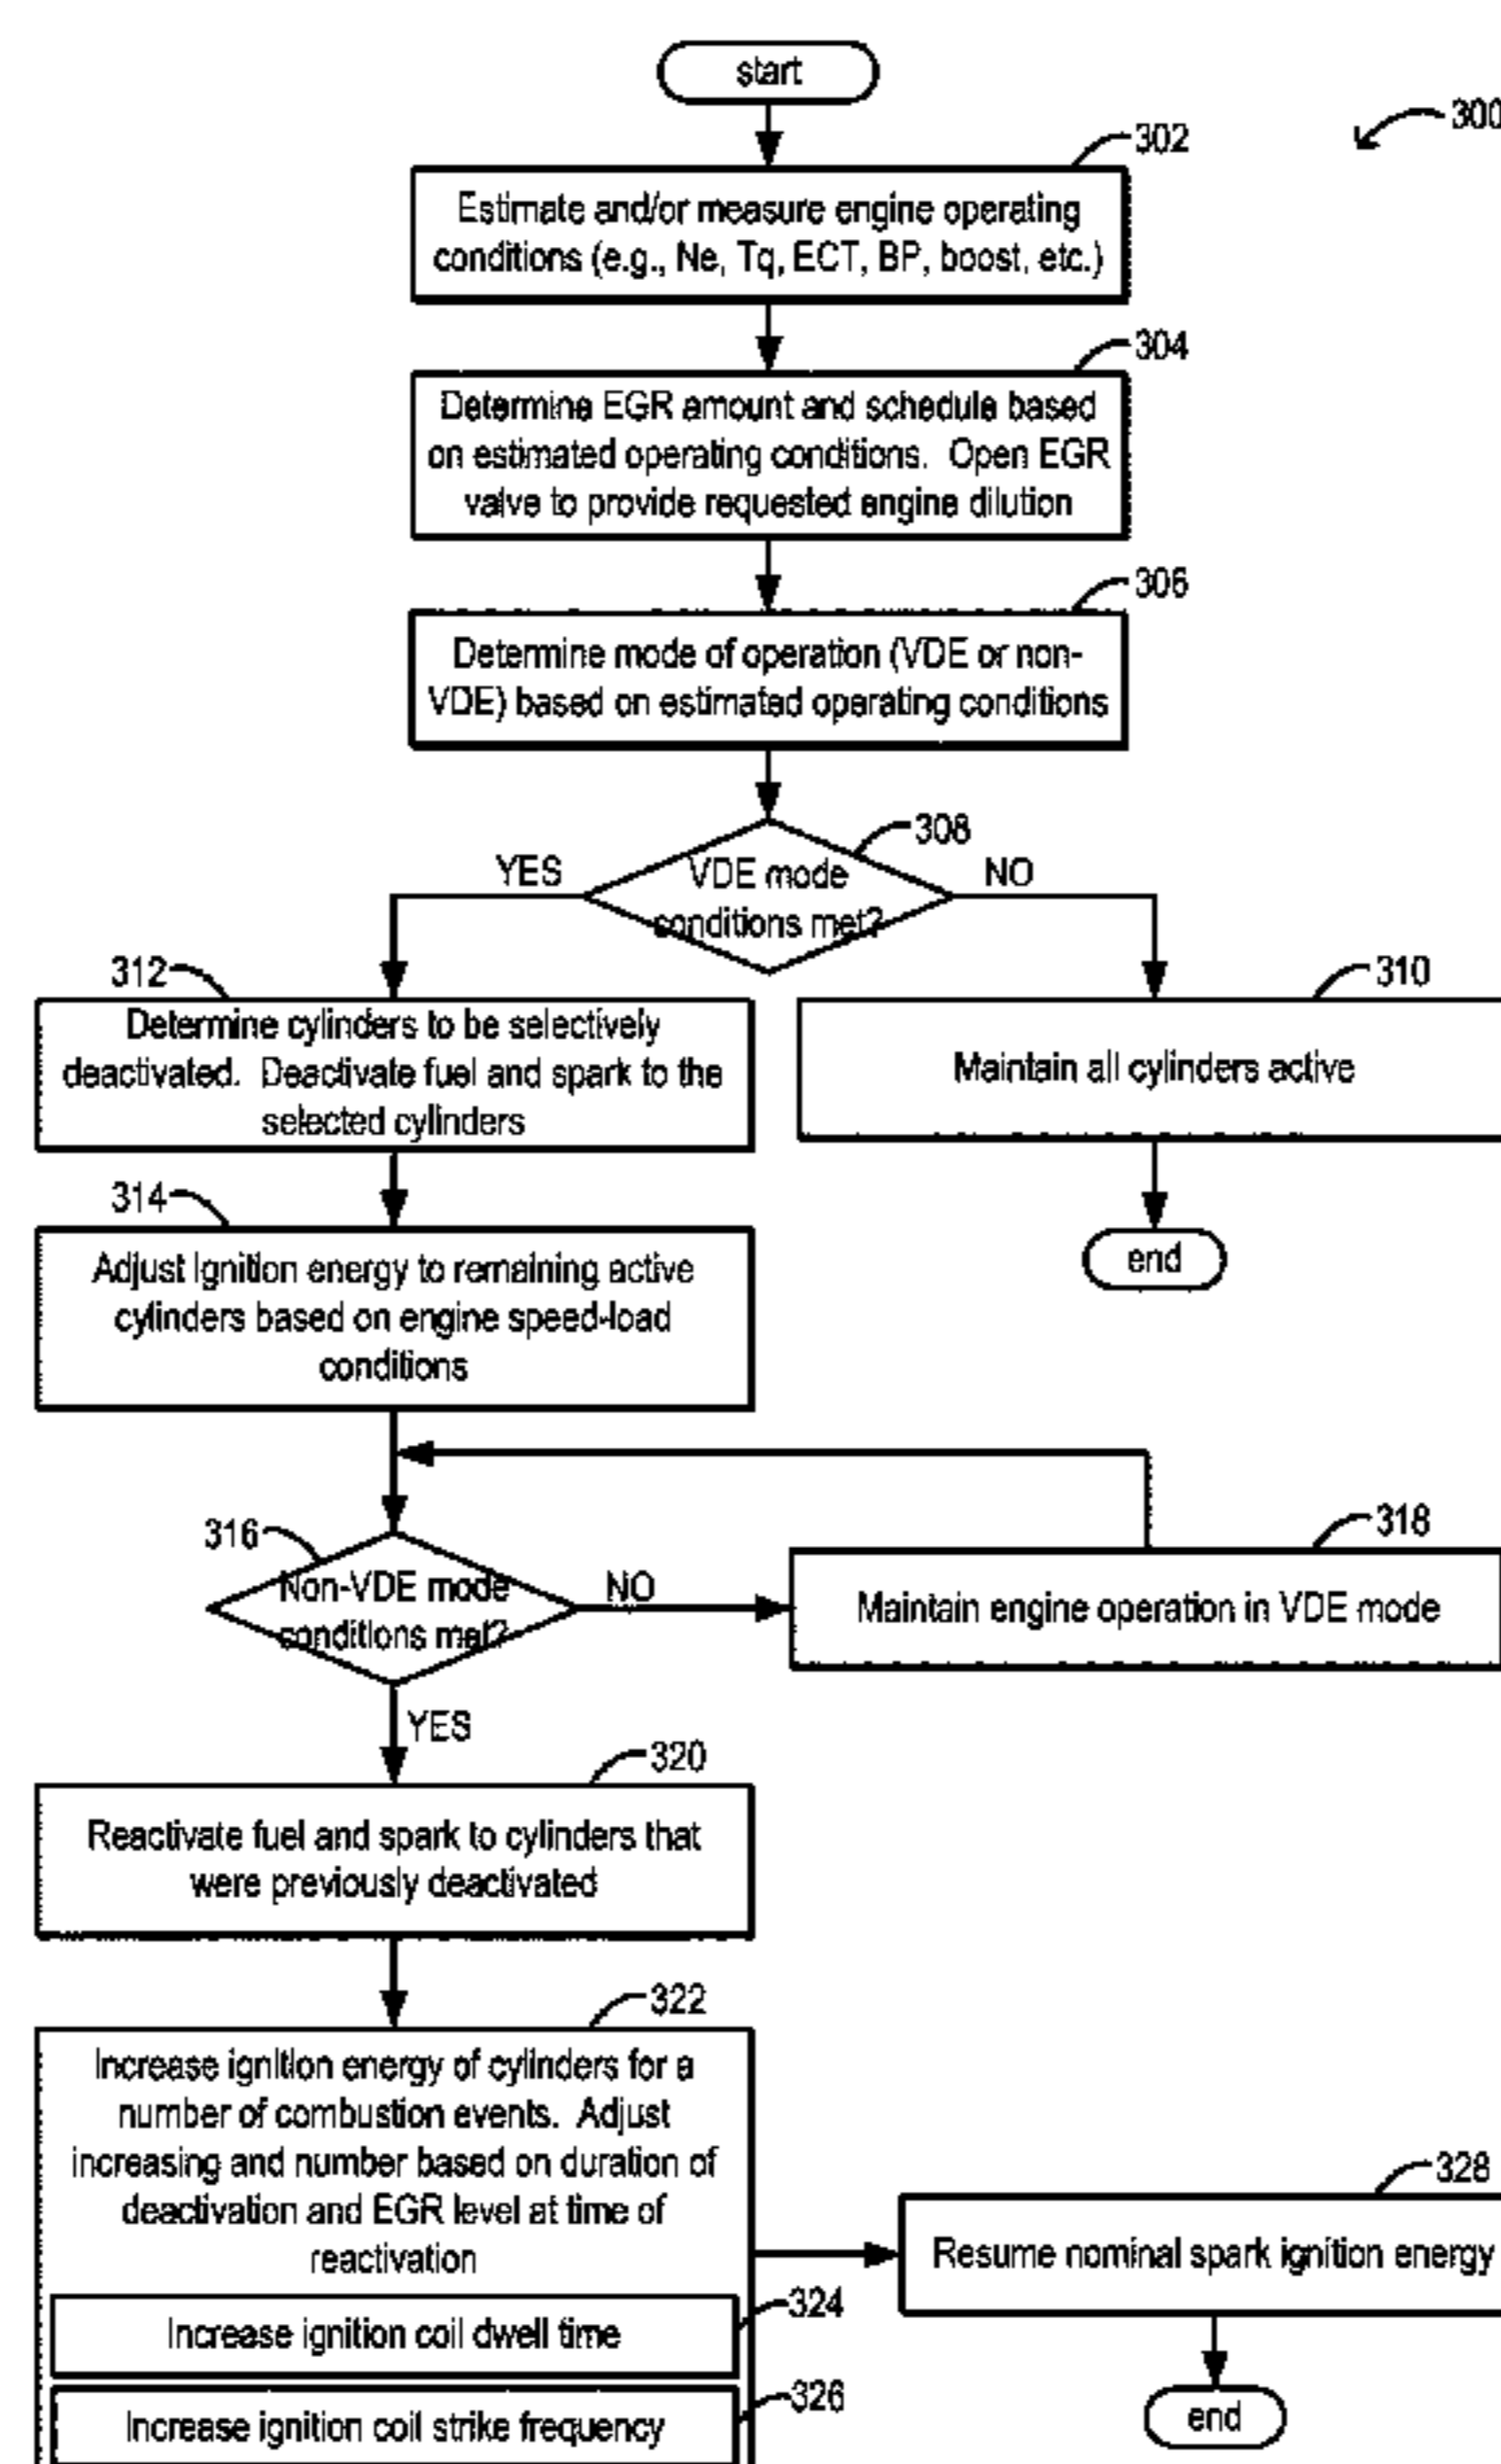 start
300
302
Estimate and/or measure engine operating
conditions (e.g., Ne, Tq, ECT, BP, boost, etc.)
304
Determine EGR amount and schedule based
on estimated operating conditions. Open EGR
valve to provide requested engine dilution
306
Determine mode of operation (VDE or non-
VDE) based on estimated operating conditions
308
YES
VDE mode
conditions met?
NO
312
Determine cylinders to be selectively
deactivated. Deactivate fuel and spark to the
selected cylinders
310
Maintain all cylinders active
end
314
Adjust ignition energy to remaining active
cylinders based on engine speed-load
conditions
316
Non-VDE mode
conditions met?
NO
318
Maintain engine operation in VDE mode
YES
320
Reactivate fuel and spark to cylinders that
were previously deactivated
322
Increase ignition energy of cylinders for a
number of combustion events. Adjust
increasing and number based on duration of
deactivation and EGR level at time of
reactivation
324
Increase ignition coil dwell time
326
Increase ignition coil strike frequency
328
Resume nominal spark ignition energy
end